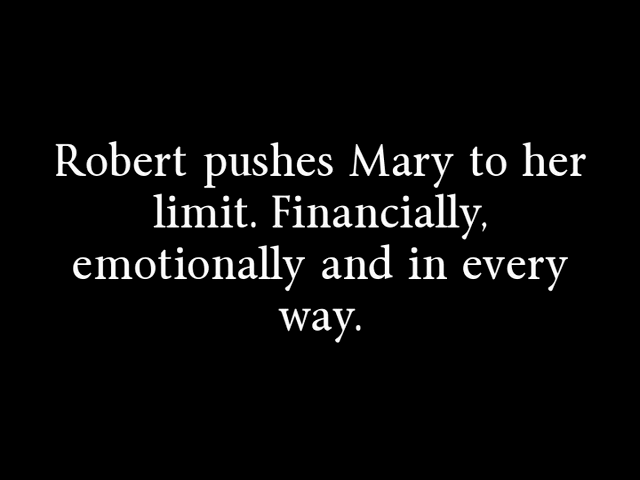 Robert pushes Mary to her
limit. Financially,
emotionally and in every
way.